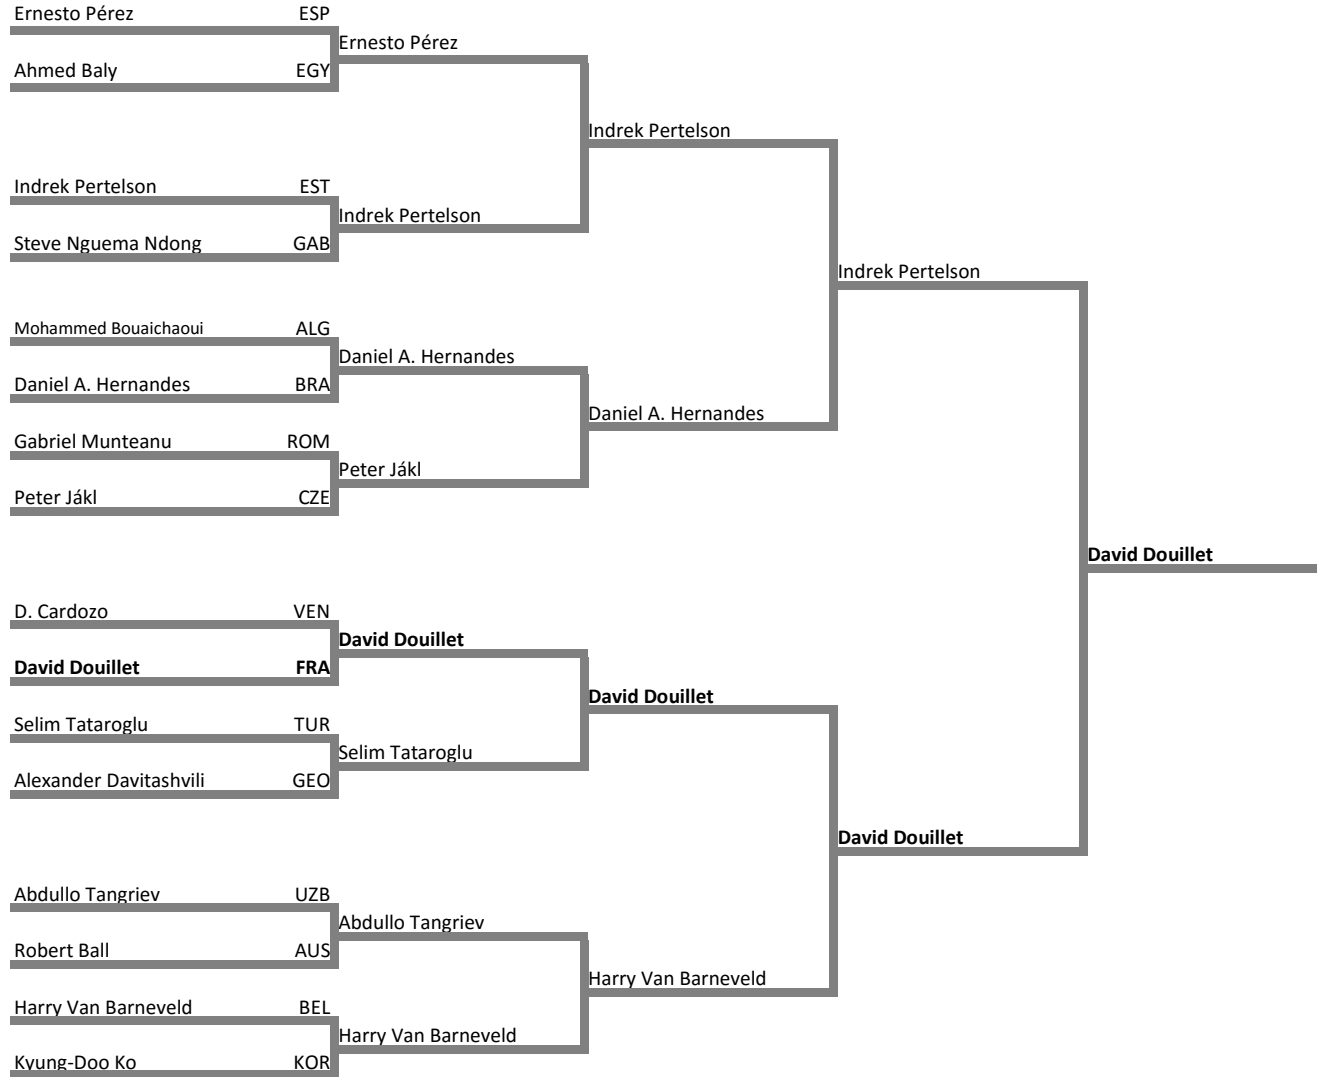 Ernesto Pérez ESP
Ernesto Pérez
Ahmed Baly EGY
Indrek Pertelson
Indrek Pertelson EST
Indrek Pertelson
Steve Nguema Ndong GAB
Indrek Pertelson
Mohammed Bouaichaoui ALG
Daniel A. Hernandes
Daniel A. Hernandes BRA
Daniel A. Hernandes
Gabriel Munteanu ROM
Peter Jákl
Peter Jákl CZE
David Douillet
D. Cardozo VEN
David Douillet
David Douillet FRA
David Douillet
Selim Tataroglu TUR
Selim Tataroglu
Alexander Davitashvili GEO
David Douillet
Abdullo Tangriev UZB
Abdullo Tangriev
Robert Ball AUS
Harry Van Barneveld
Harry Van Barneveld BEL
Harry Van Barneveld
Kyung-Doo Ko KOR